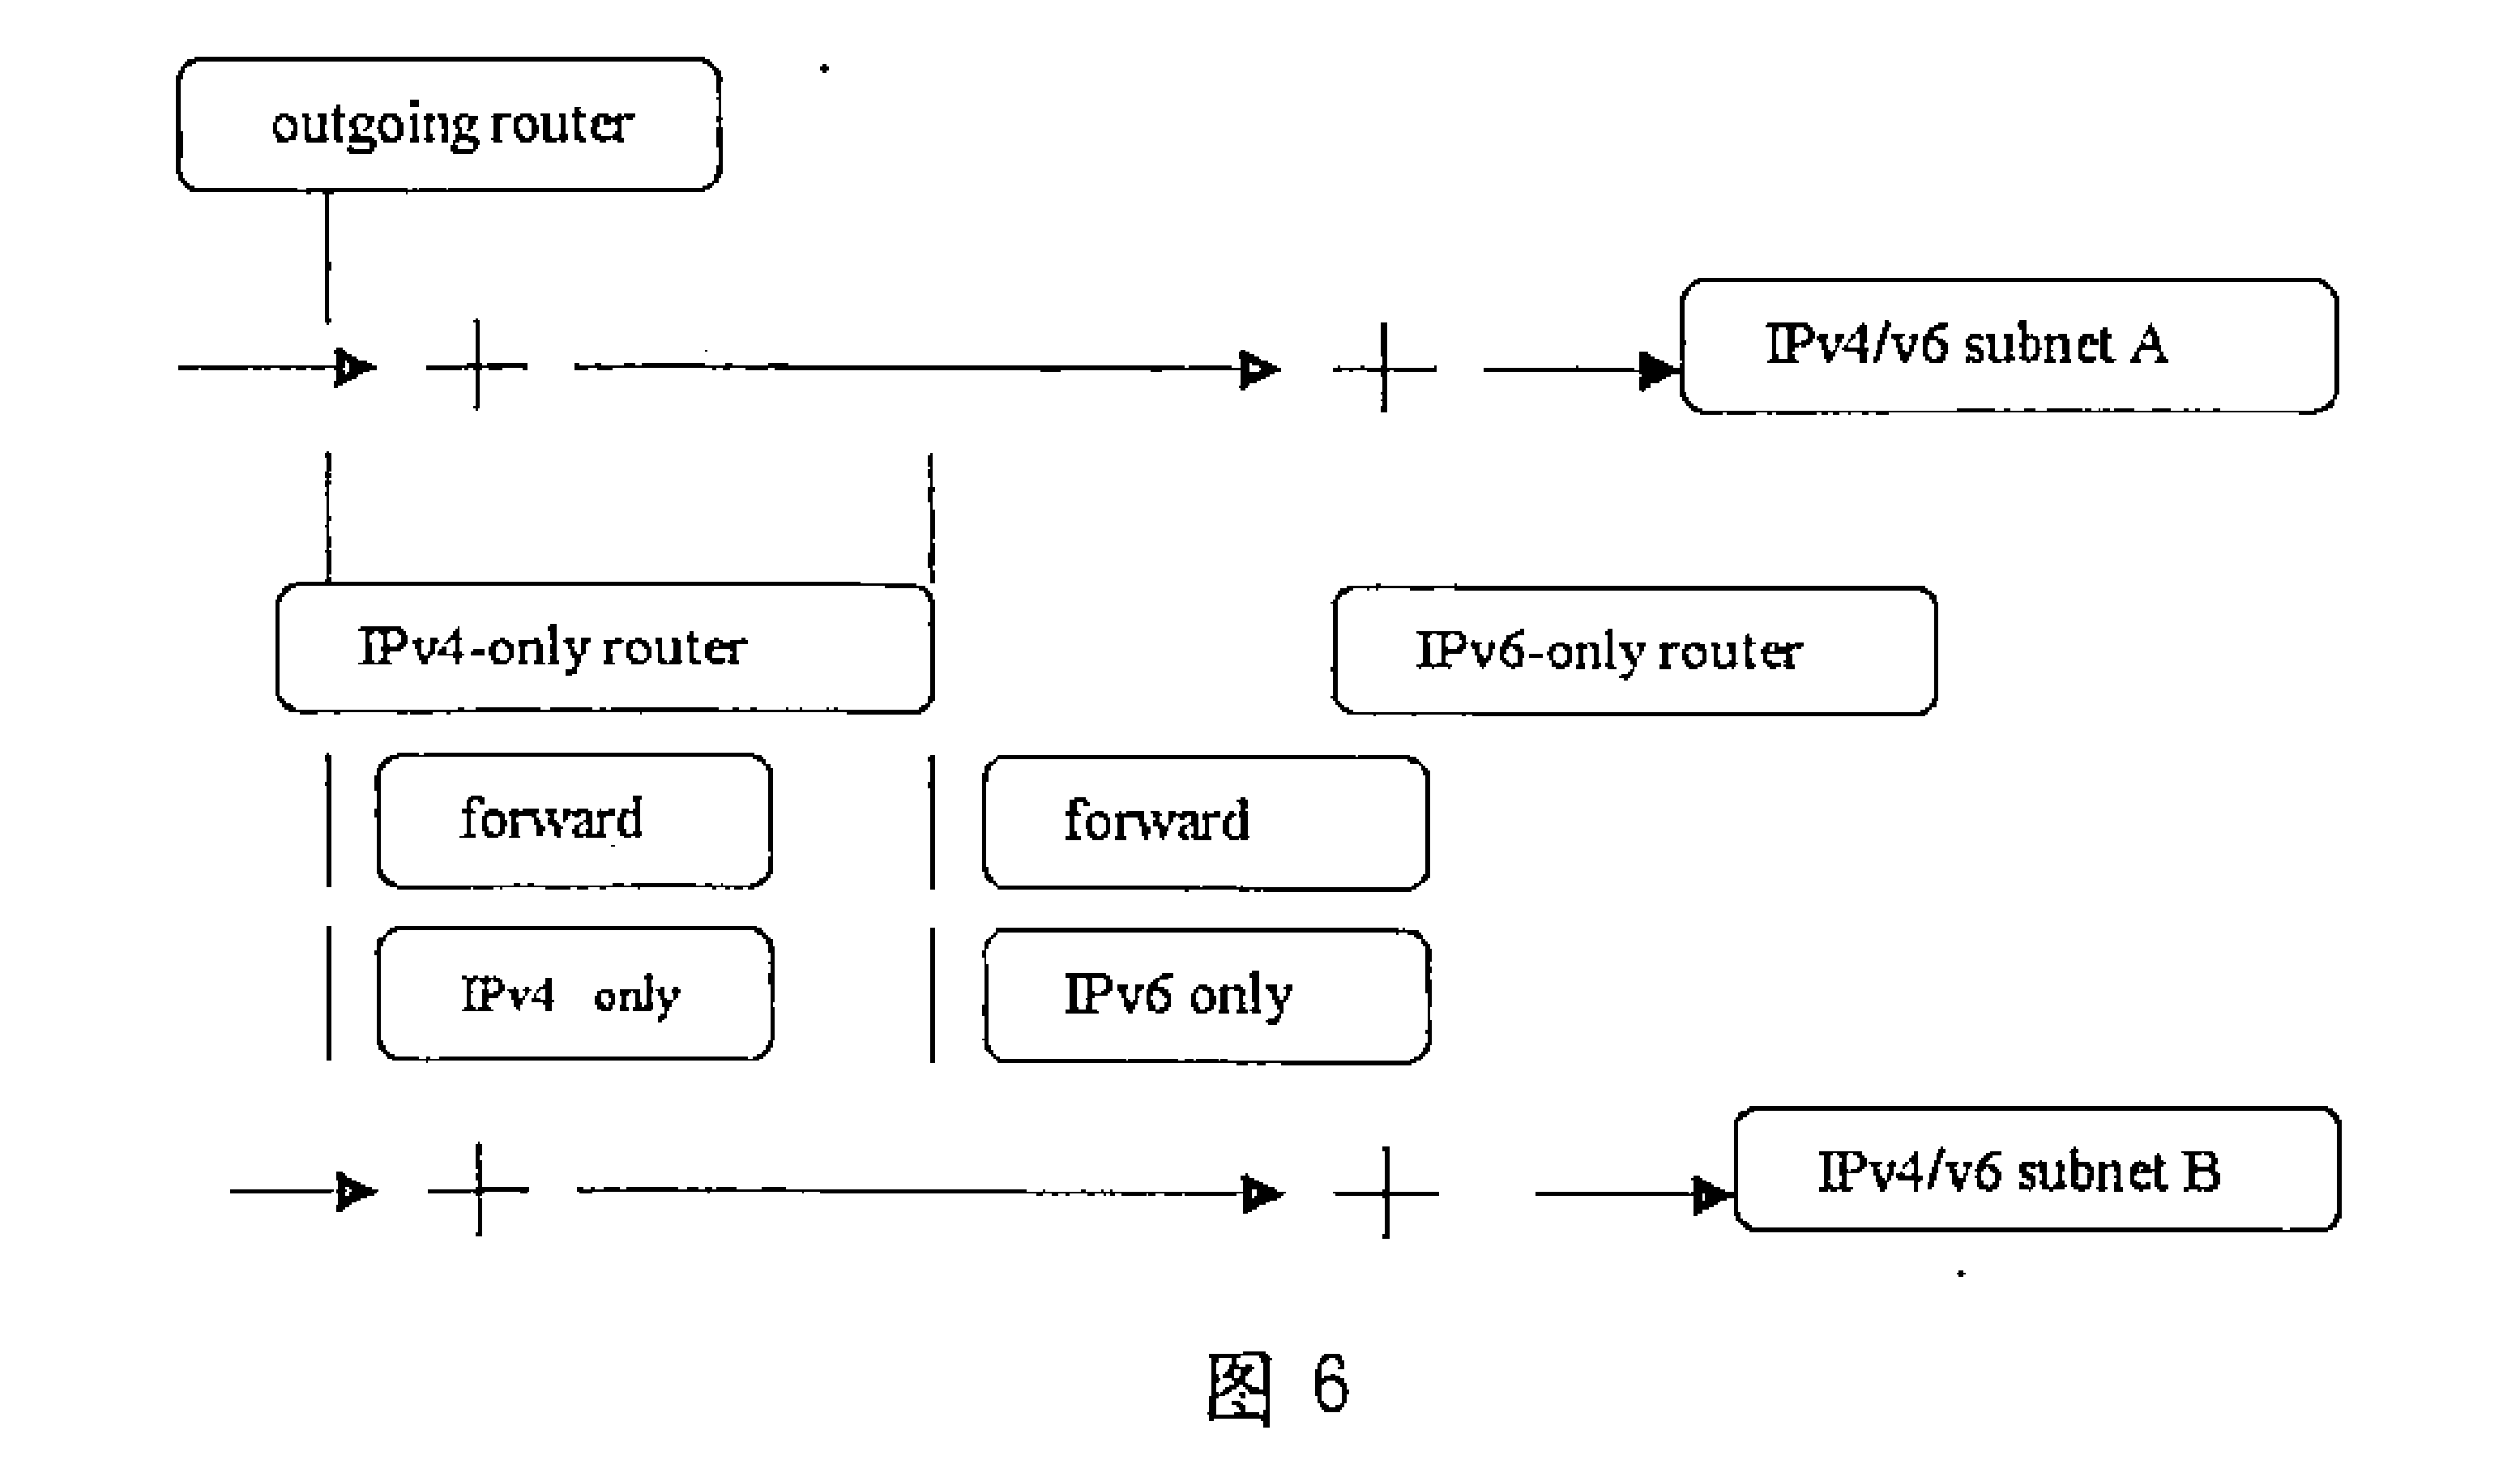 outgoing router
IPv4/v6 subnet A
IPv4-only router
IPv6-only router
forward
forward
IPv4 only
IPv6 only
IPv4/v6 subnet B
图 6